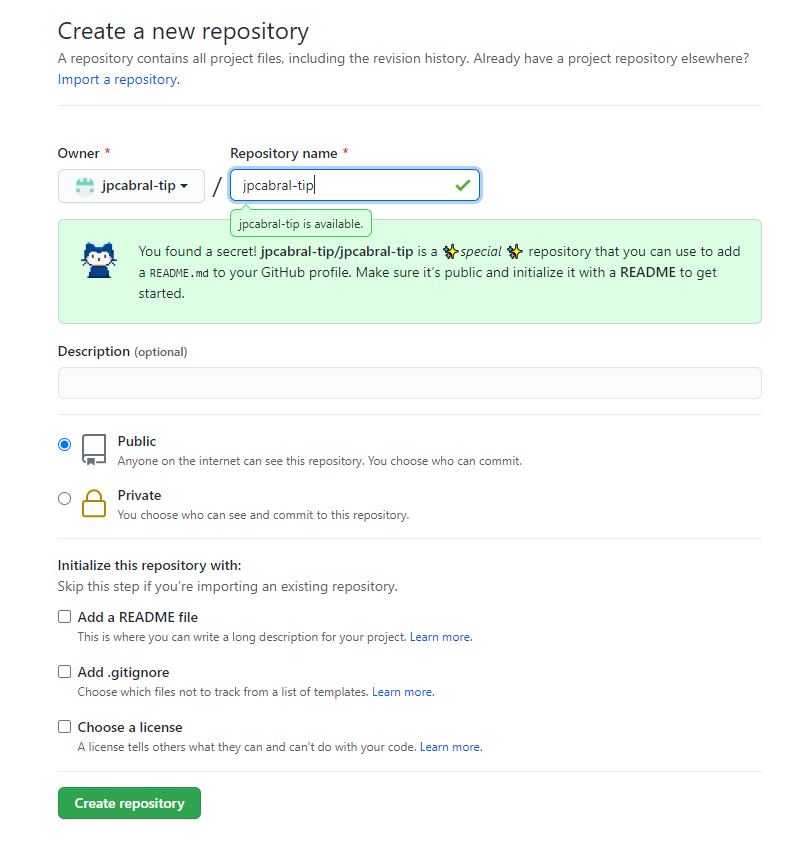 Create a new repository
A repository contains all project files, including the revision history. Already have a project repository elsewhere?
Import a repository.
Owner *
Repository name *
jpcabral-tip
/
jpcabral-tip
jpcabral-tip is available.
You found a secret! jpcabral-tip/jpcabral-tip is a ✨special ✨ repository that you can use to add
a README.md to your GitHub profile. Make sure it's public and initialize it with a README to get
started.
Description (optional)
Public
Anyone on the internet can see this repository. You choose who can commit.
Private
You choose who can see and commit to this repository.
Initialize this repository with:
Skip this step if you're importing an existing repository.
Add a README file
This is where you can write a long description for your project. Learn more.
Add .gitignore
Choose which files not to track from a list of templates. Learn more.
Choose a license
A license tells others what they can and can't do with your code. Learn more.
Create repository